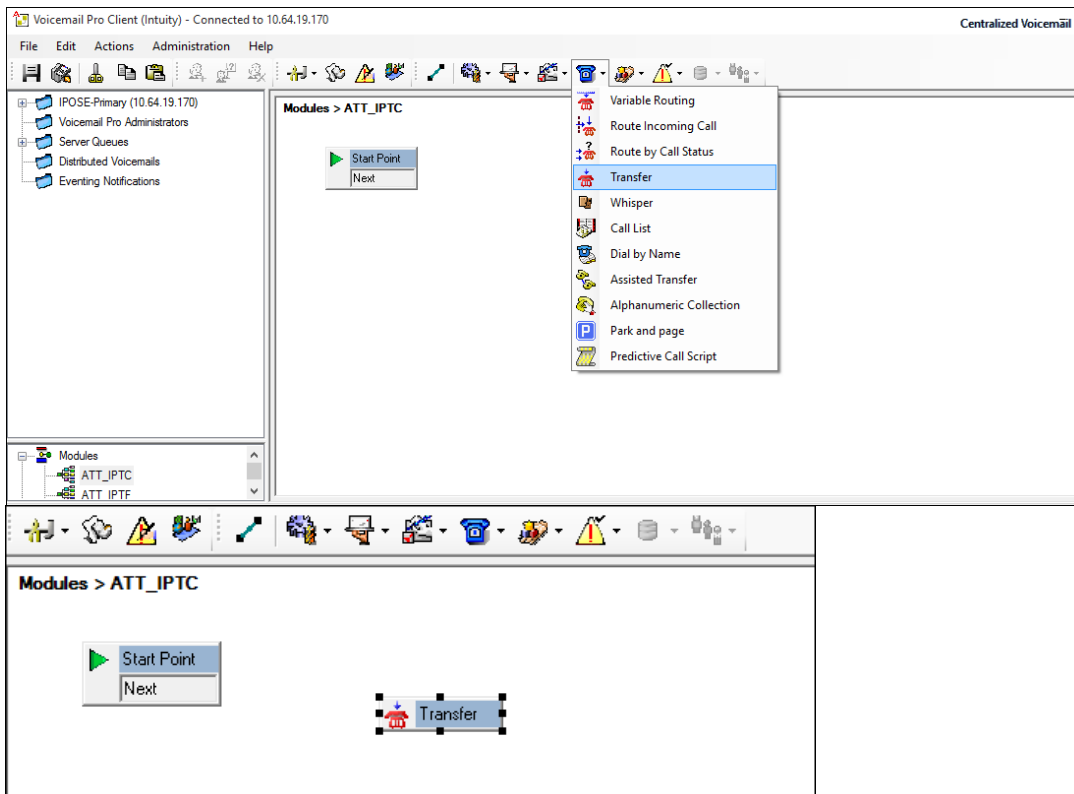 Voicemail Pro Client (Intuity) - Connected to 10.64.19.170
Centralized Voicemail
File Edit Actions Administration Help
IPOSE-Primary (10.64.19.170)
Voicemail Pro Administrators
Server Queues
Distributed Voicemails
Eventing Notifications
Modules > ATT_IPTC
Start Point
Next
Variable Routing
Route Incoming Call
Route by Call Status
Transfer
Whisper
Call List
Dial by Name
Assisted Transfer
Alphanumeric Collection
Park and page
Predictive Call Script
Modules
ATT_IPTC
ATT_IPTF
Modules > ATT_IPTC
Start Point
Next
Transfer